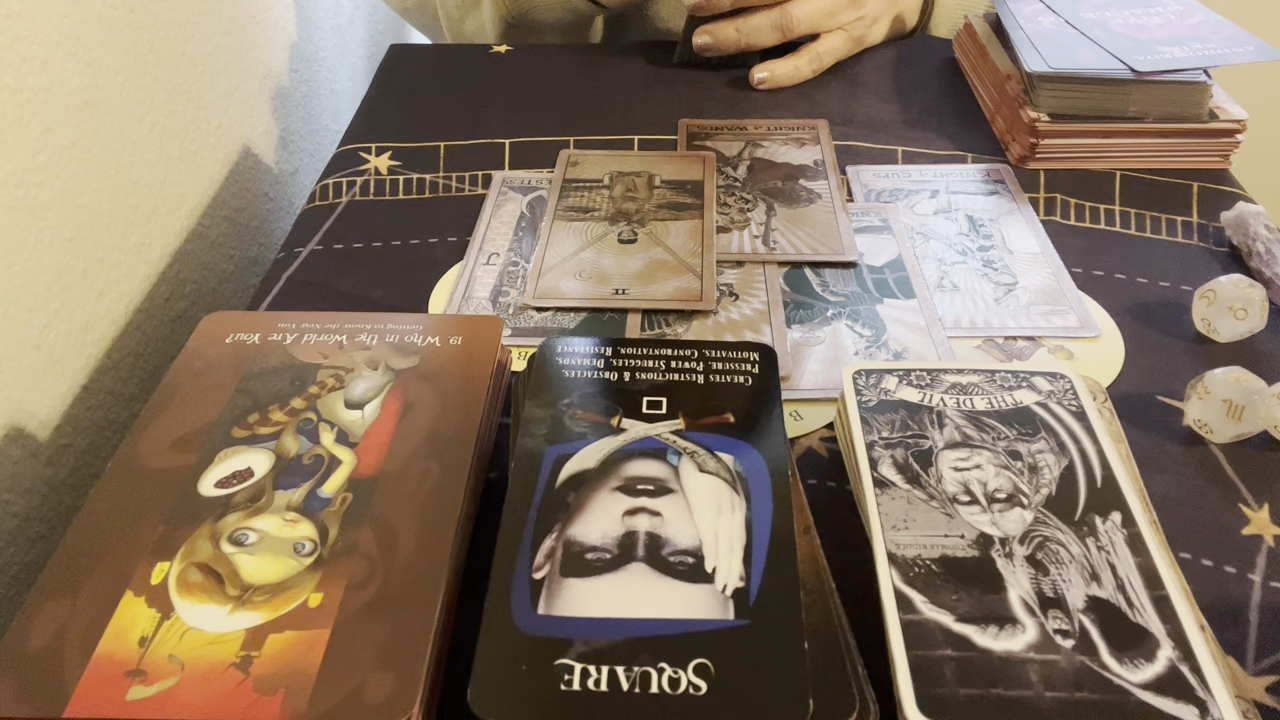 KNIGHT of WANDS
KNIGHT of CUPS
II
19. Who in the World Are You?
Getting to Know the New You
Creates Restrictions & Obstacles,
Pressure, Power Struggles, Demands,
Motivates, Confrontation, Resistance
SQUARE
B
B
THE DEVIL